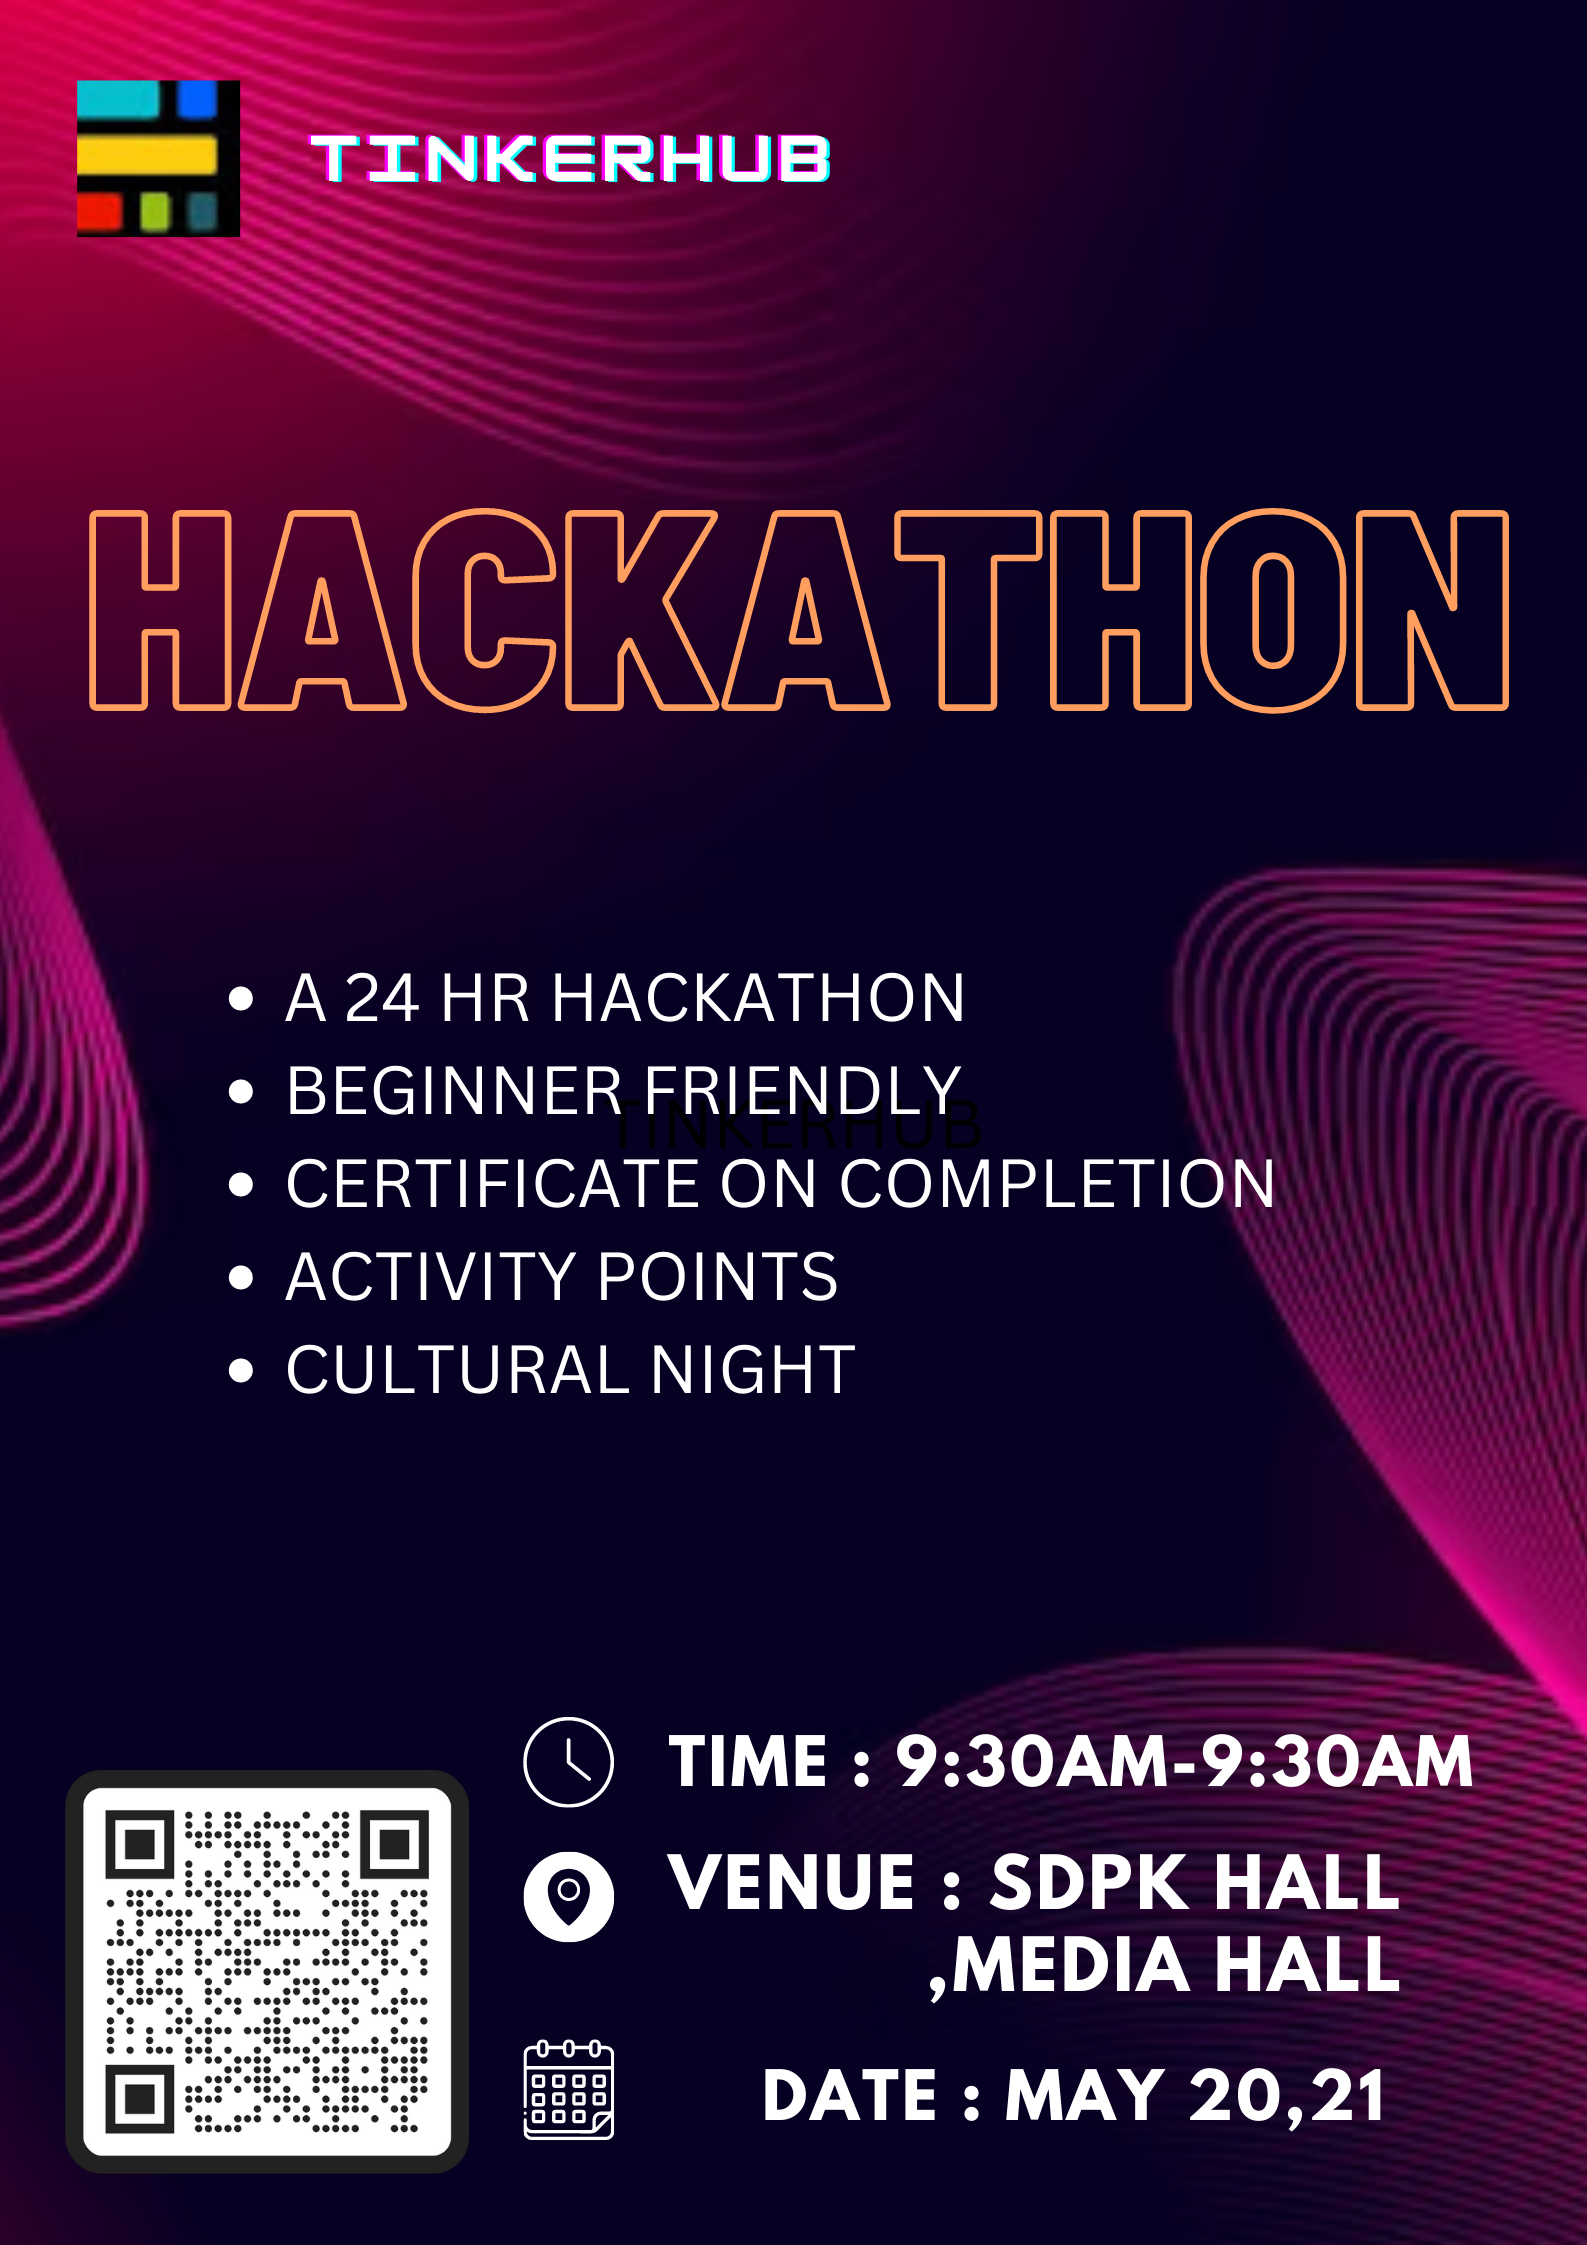 TINKERHUB
HACKATHON
• A 24 HR HACKATHON
• BEGINNER FRIENDLY
TINKERHUB
• CERTIFICATE ON COMPLETION
• ACTIVITY POINTS
• CULTURAL NIGHT
TIME : 9:30AM-9:30AM
VENUE : SDPK HALL
,MEDIA HALL
DATE : MAY 20,21